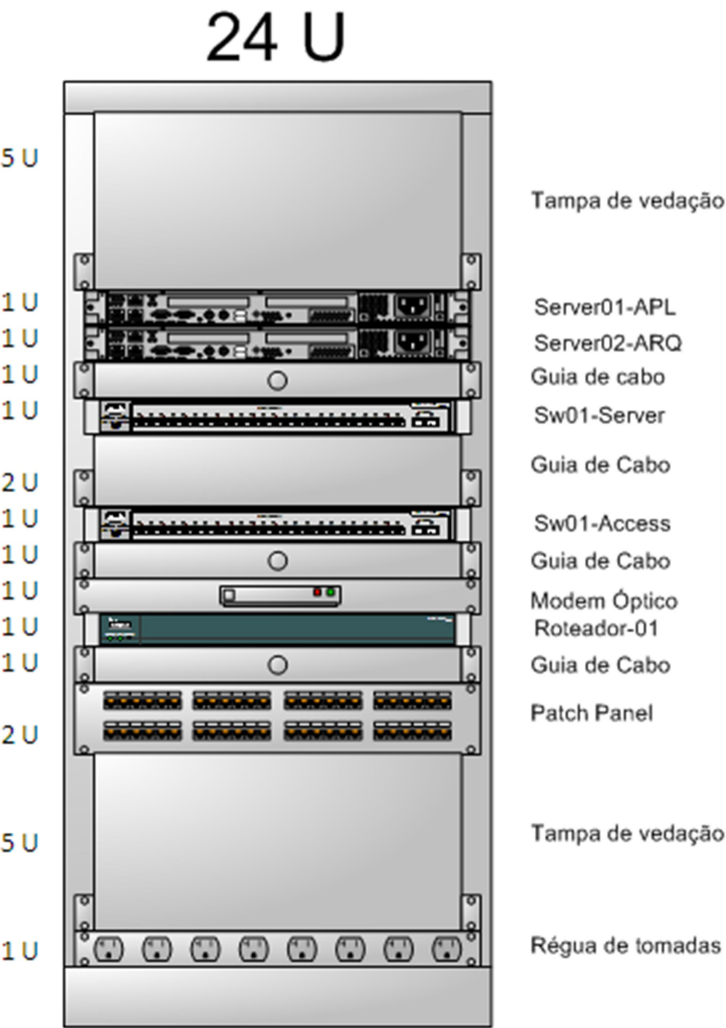 24 U
5 U
Tampa de vedação
1 U
Server01-APL
1 U
Server02-ARQ
1 U
Guia de cabo
1 U
Sw01-Server
Guia de Cabo
2 U
1 U
Sw01-Access
1 U
Guia de Cabo
1 U
Modem Óptico
1 U
Roteador-01
1 U
Guia de Cabo
Patch Panel
2 U
Tampa de vedação
5 U
1 U
Régua de tomadas